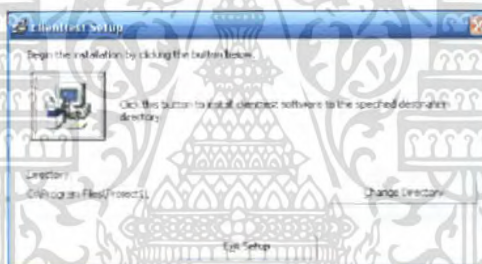 Clienttest Setup
Begin the installation by clicking the button below.
Click this button to install clienttest software to the specified destination
directory.
Directory:
C:\Program Files\Project1\
Change Directory
Exit Setup